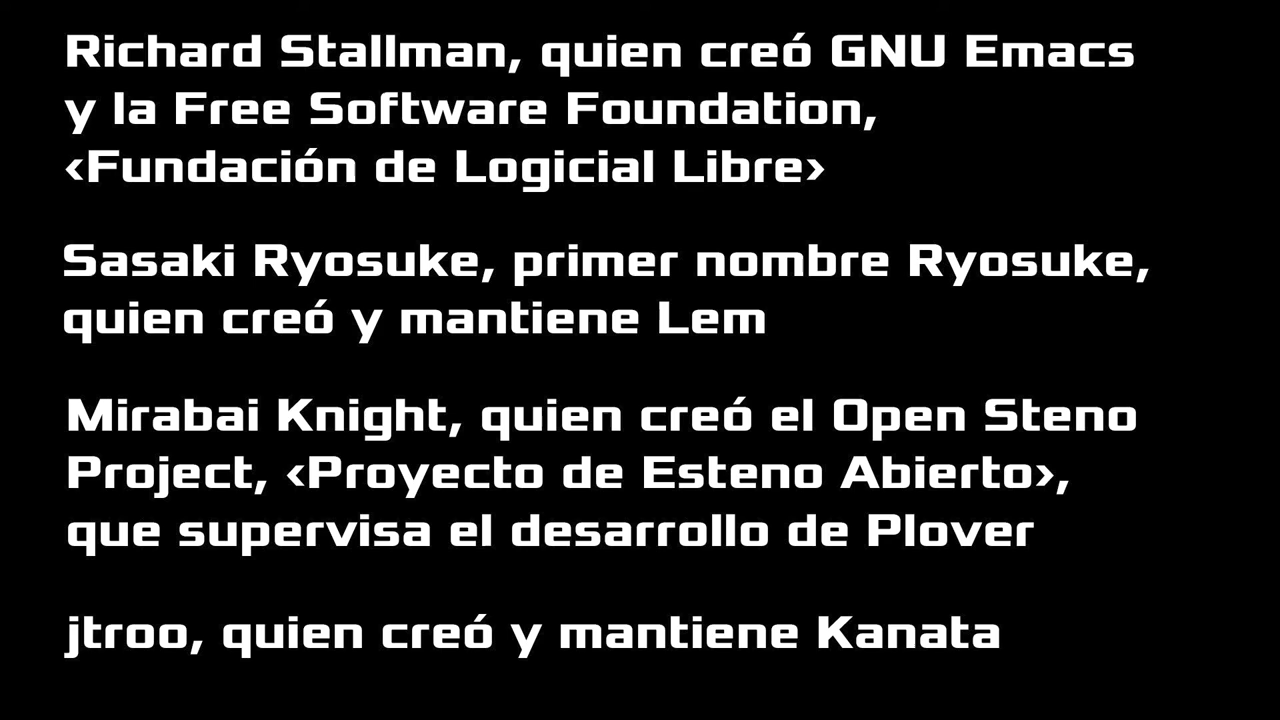 Richard Stallman, quien creó GNU Emacs
y la Free Software Foundation,
‹Fundación de Logicial Libre›
Sasaki Ryosuke, primer nombre Ryosuke,
quien creó y mantiene Lem
Mirabai Knight, quien creó el Open Steno
Project, ‹Proyecto de Esteno Abierto›,
que supervisa el desarrollo de Plover
jtroo, quien creó y mantiene Kanata